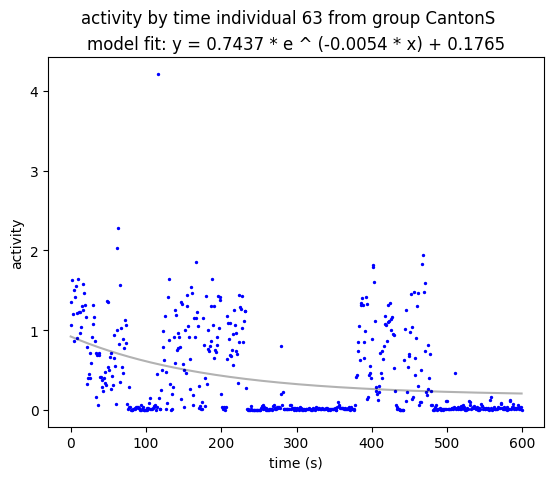 activity by time individual 63 from group CantonS
model fit: y = 0.7437 * e ^ (-0.0054 * x) + 0.1765
activity
4
3
2
1
0
0 100 200 300 400 500 600
time (s)